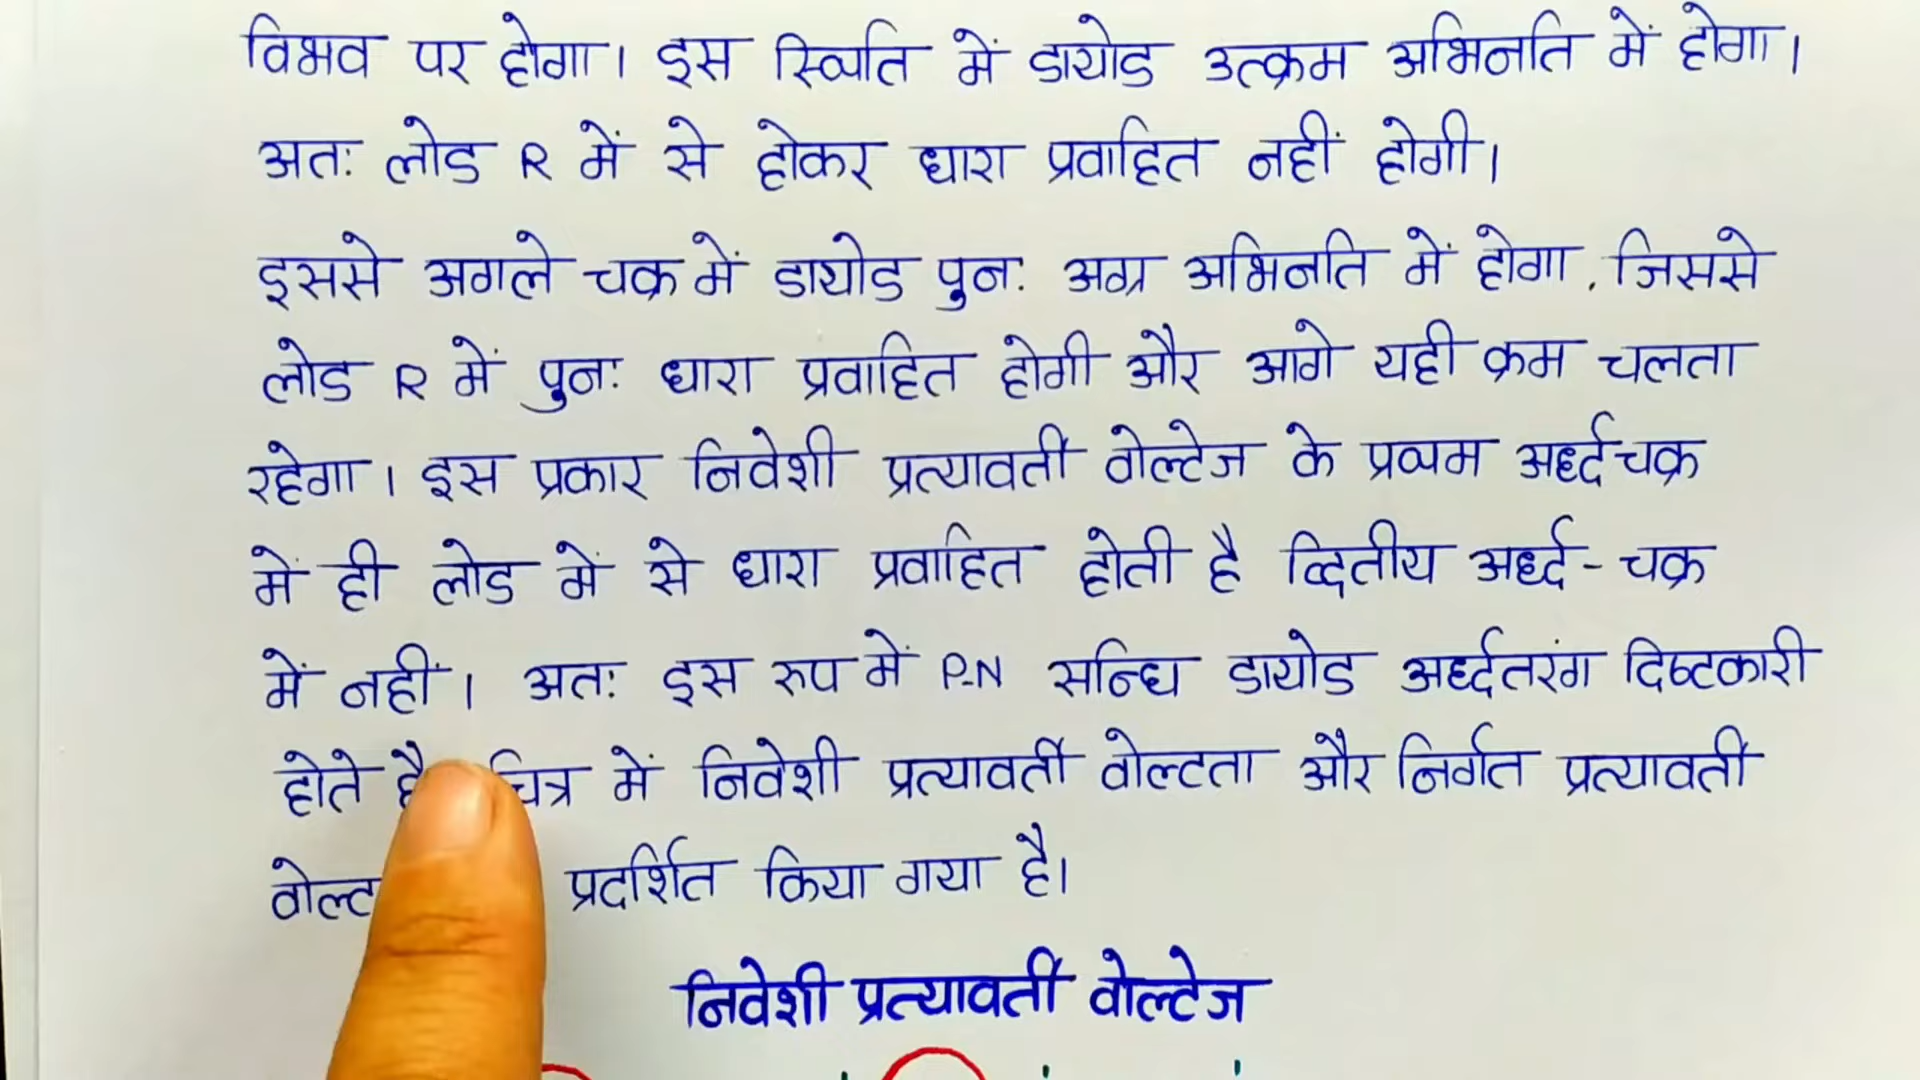 विभव पर होगा। इस स्थिति में डायोड उत्क्रम अभिनति में होगा।
अतः लोड R में से होकर धारा प्रवाहित नहीं होगी।
इससे अगले चक्र में डायोड पुनः अग्र अभिनति में होगा, जिससे
लोड R में पुनः धारा प्रवाहित होगी और आगे यही क्रम चलता
रहेगा। इस प्रकार निवेशी प्रत्यावर्ती वोल्टेज के प्रथम अर्ध्दचक्र
में ही लोड में से धारा प्रवाहित होती है द्वितीय अर्ध्द-चक्र
में नहीं। अतः इस रूप में P-N सन्धि डायोड अर्ध्दतरंग दिष्टकारी
होते है चित्र में निवेशी प्रत्यावर्ती वोल्टता और निर्गत प्रत्यावर्ती
प्रदर्शित किया गया है।
निवेशी प्रत्यावर्ती वोल्टेज